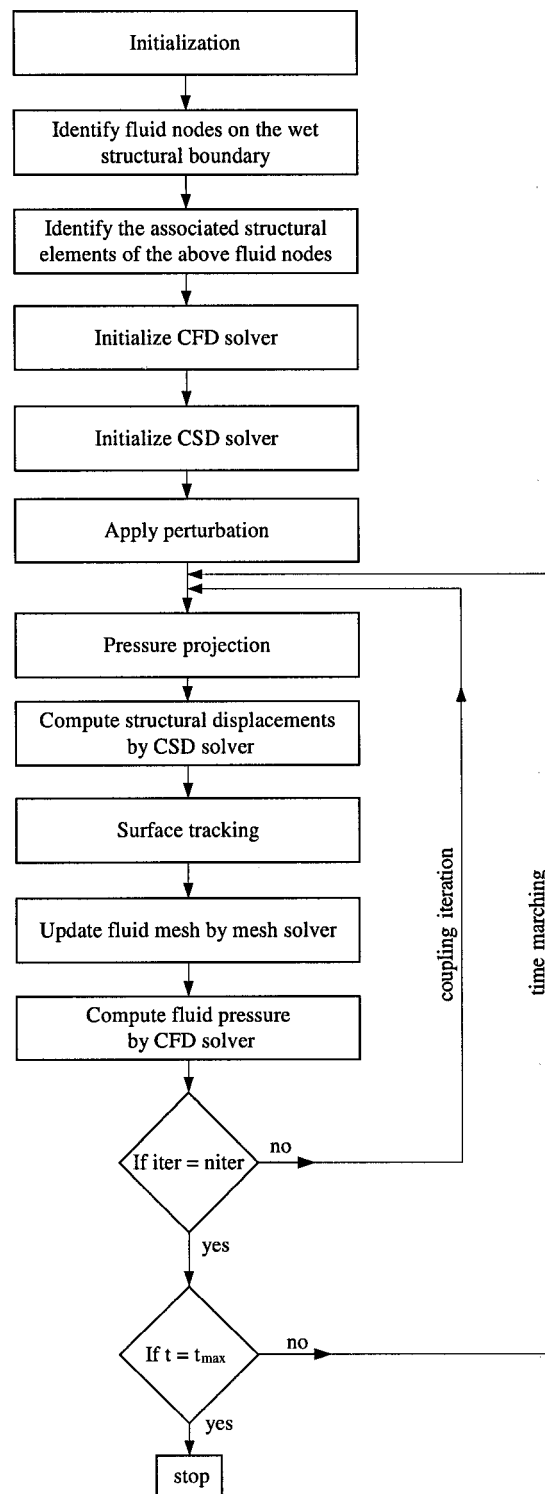 Initialization
Identify fluid nodes on the wet
structural boundary
Identify the associated structural
elements of the above fluid nodes
Initialize CFD solver
Initialize CSD solver
Apply perturbation
Pressure projection
Compute structural displacements
by CSD solver
Surface tracking
Update fluid mesh by mesh solver
Compute fluid pressure
by CFD solver
If iter = niter
no
yes
coupling iteration
time marching
If t = tmax
no
yes
stop